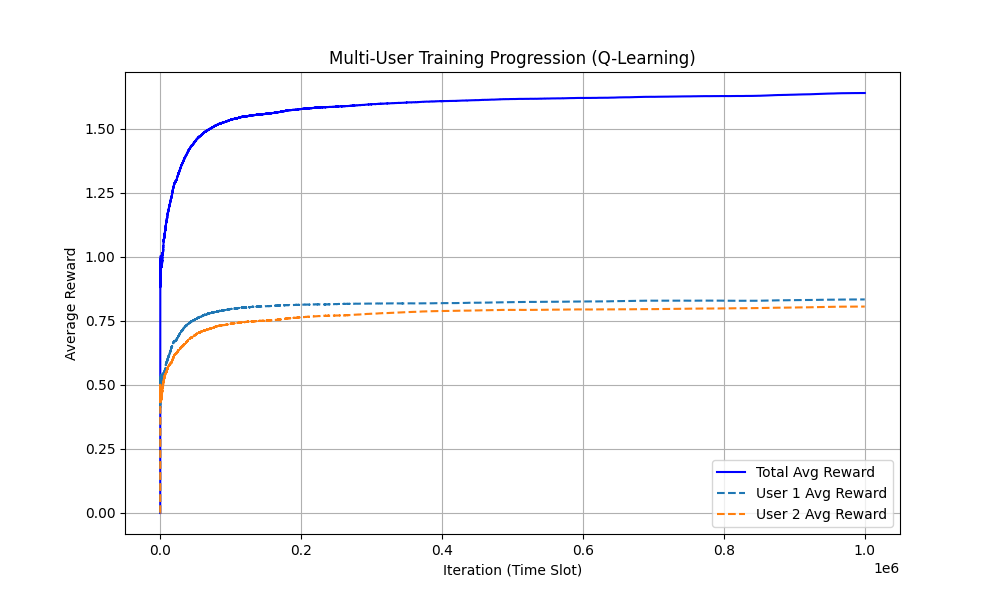 Multi-User Training Progression (Q-Learning)
Average Reward
1.50
1.25
1.00
0.75
0.50
0.25
0.00
Total Avg Reward
User 1 Avg Reward
User 2 Avg Reward
0.0 0.2 0.4 0.6 0.8 1.0
1e6
Iteration (Time Slot)